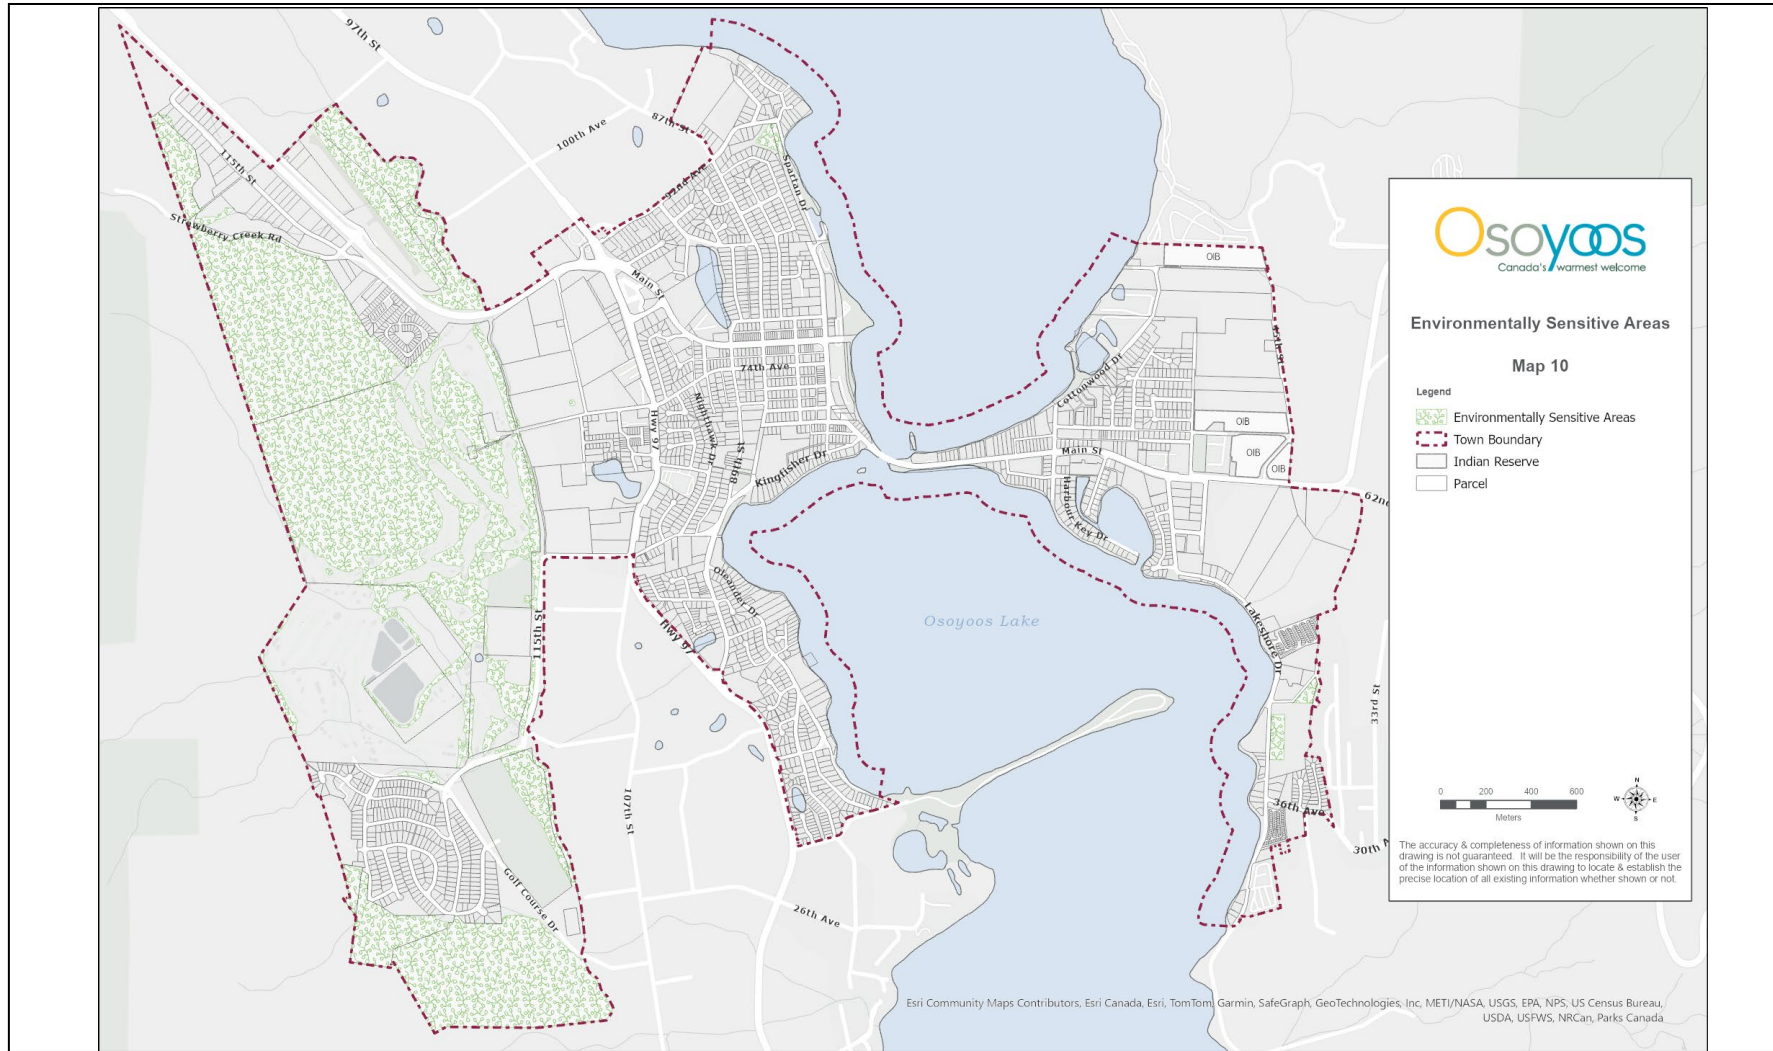 97th St
87th St
100th Ave
92nd Ave
Spartan Dr
115th St
Strawberry Creek Rd
Main St
74th Ave
Nighthawk Dr
Hwy 97
89th St
Kingfisher Dr
Cottonwood Dr
45th St
OIB
OIB
OIB
OIB
Main St
62nd
Harbour Key Dr
Oleander Dr
Hwy 97
115th St
Osoyoos Lake
Lakeshore Dr
33rd St
107th St
36th Ave
30th A
Golf Course Dr
26th Ave
Osoyoos
Canada's warmest welcome
Environmentally Sensitive Areas
Map 10
Legend
Environmentally Sensitive Areas
Town Boundary
Indian Reserve
Parcel
0 200 400 600
Meters
N
W E
S
The accuracy & completeness of information shown on this
drawing is not guaranteed. It will be the responsibility of the user
of the information shown on this drawing to locate & establish the
precise location of all existing information whether shown or not.
Esri Community Maps Contributors, Esri Canada, Esri, TomTom, Garmin, SafeGraph, GeoTechnologies, Inc, METI/NASA, USGS, EPA, NPS, US Census Bureau,
USDA, USFWS, NRCan, Parks Canada